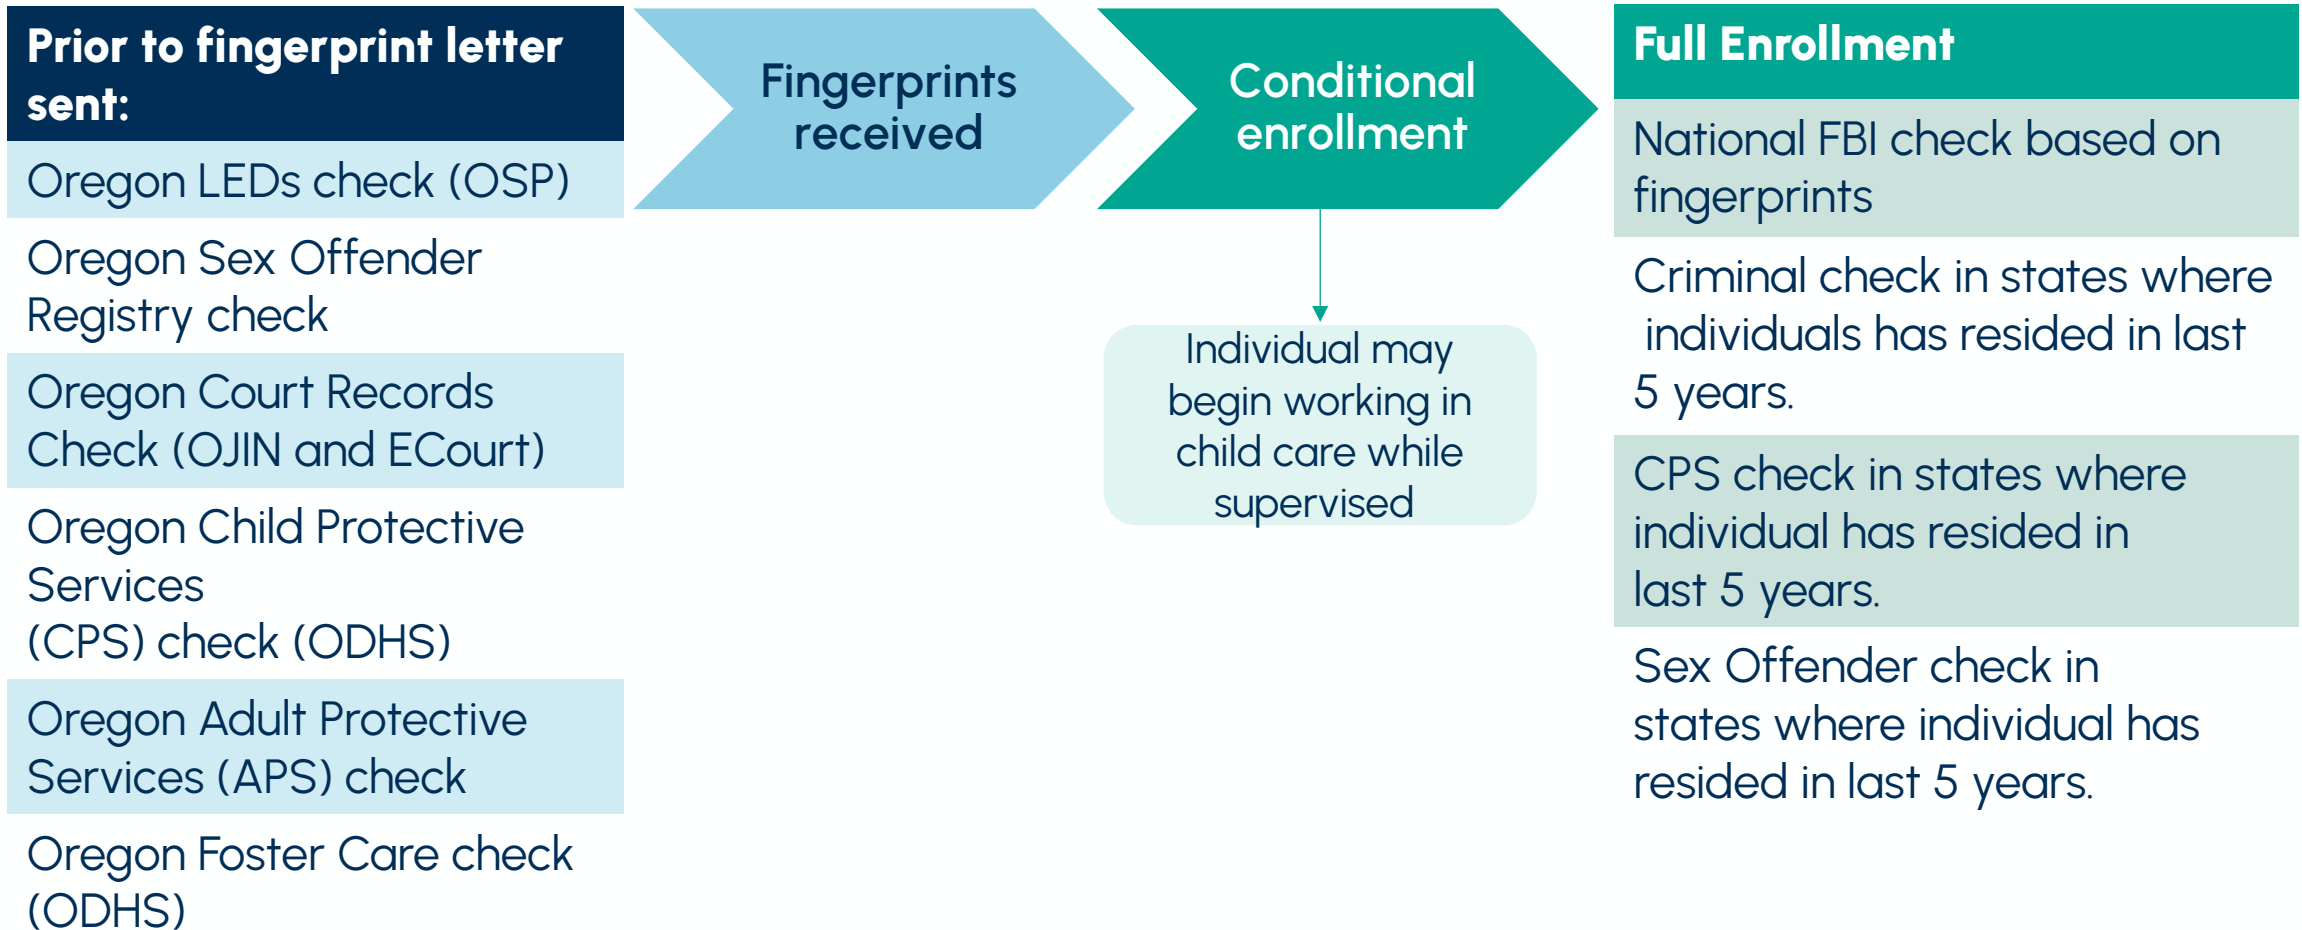 Prior to fingerprint letter
sent:
Oregon LEDs check (OSP)
Oregon Sex Offender
Registry check
Oregon Court Records
Check (OJIN and ECourt)
Oregon Child Protective
Services
(CPS) check (ODHS)
Oregon Adult Protective
Services (APS) check
Oregon Foster Care check
(ODHS)
Fingerprints
received
Conditional
enrollment
Individual may
begin working in
child care while
supervised
Full Enrollment
National FBI check based on
fingerprints
Criminal check in states where
individuals has resided in last
5 years.
CPS check in states where
individual has resided in
last 5 years.
Sex Offender check in
states where individual has
resided in last 5 years.